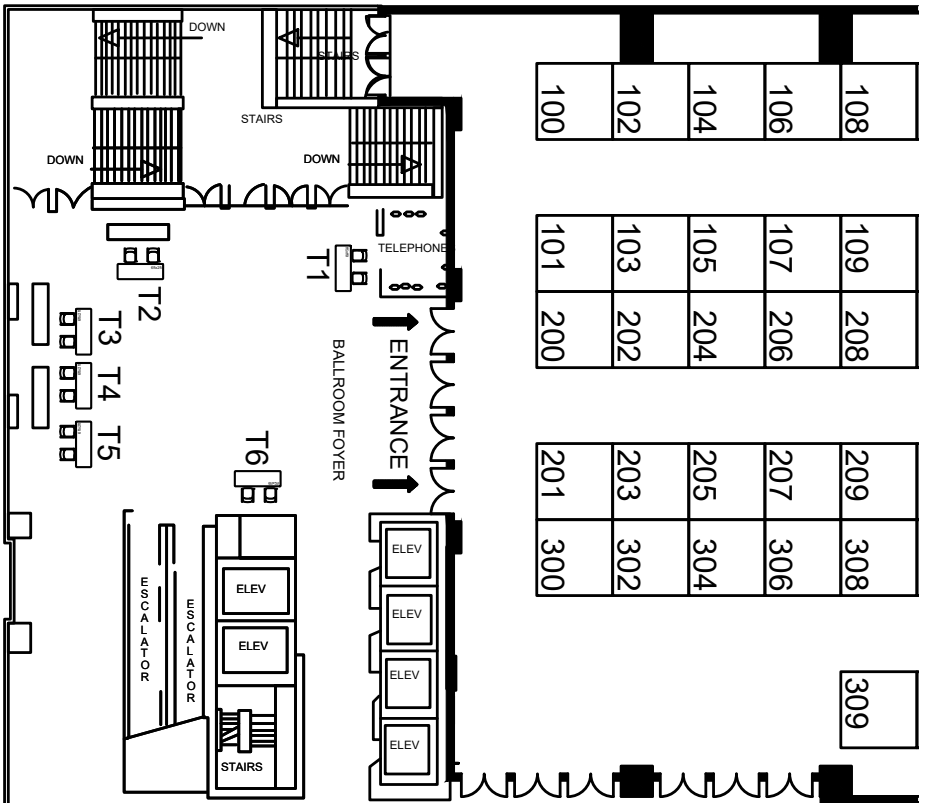 DOWN
STAIRS
STAIRS
DOWN
DOWN
TELEPHONE
T1
T2
T3
T4
T5
T6
ENTRANCE
BALLROOM FOYER
ESCALATOR
ESCALATOR
ELEV
ELEV
STAIRS
ELEV
ELEV
ELEV
ELEV
100
102
104
106
108
101
103
105
107
109
200
202
204
206
208
201
203
205
207
209
300
302
304
306
308
309